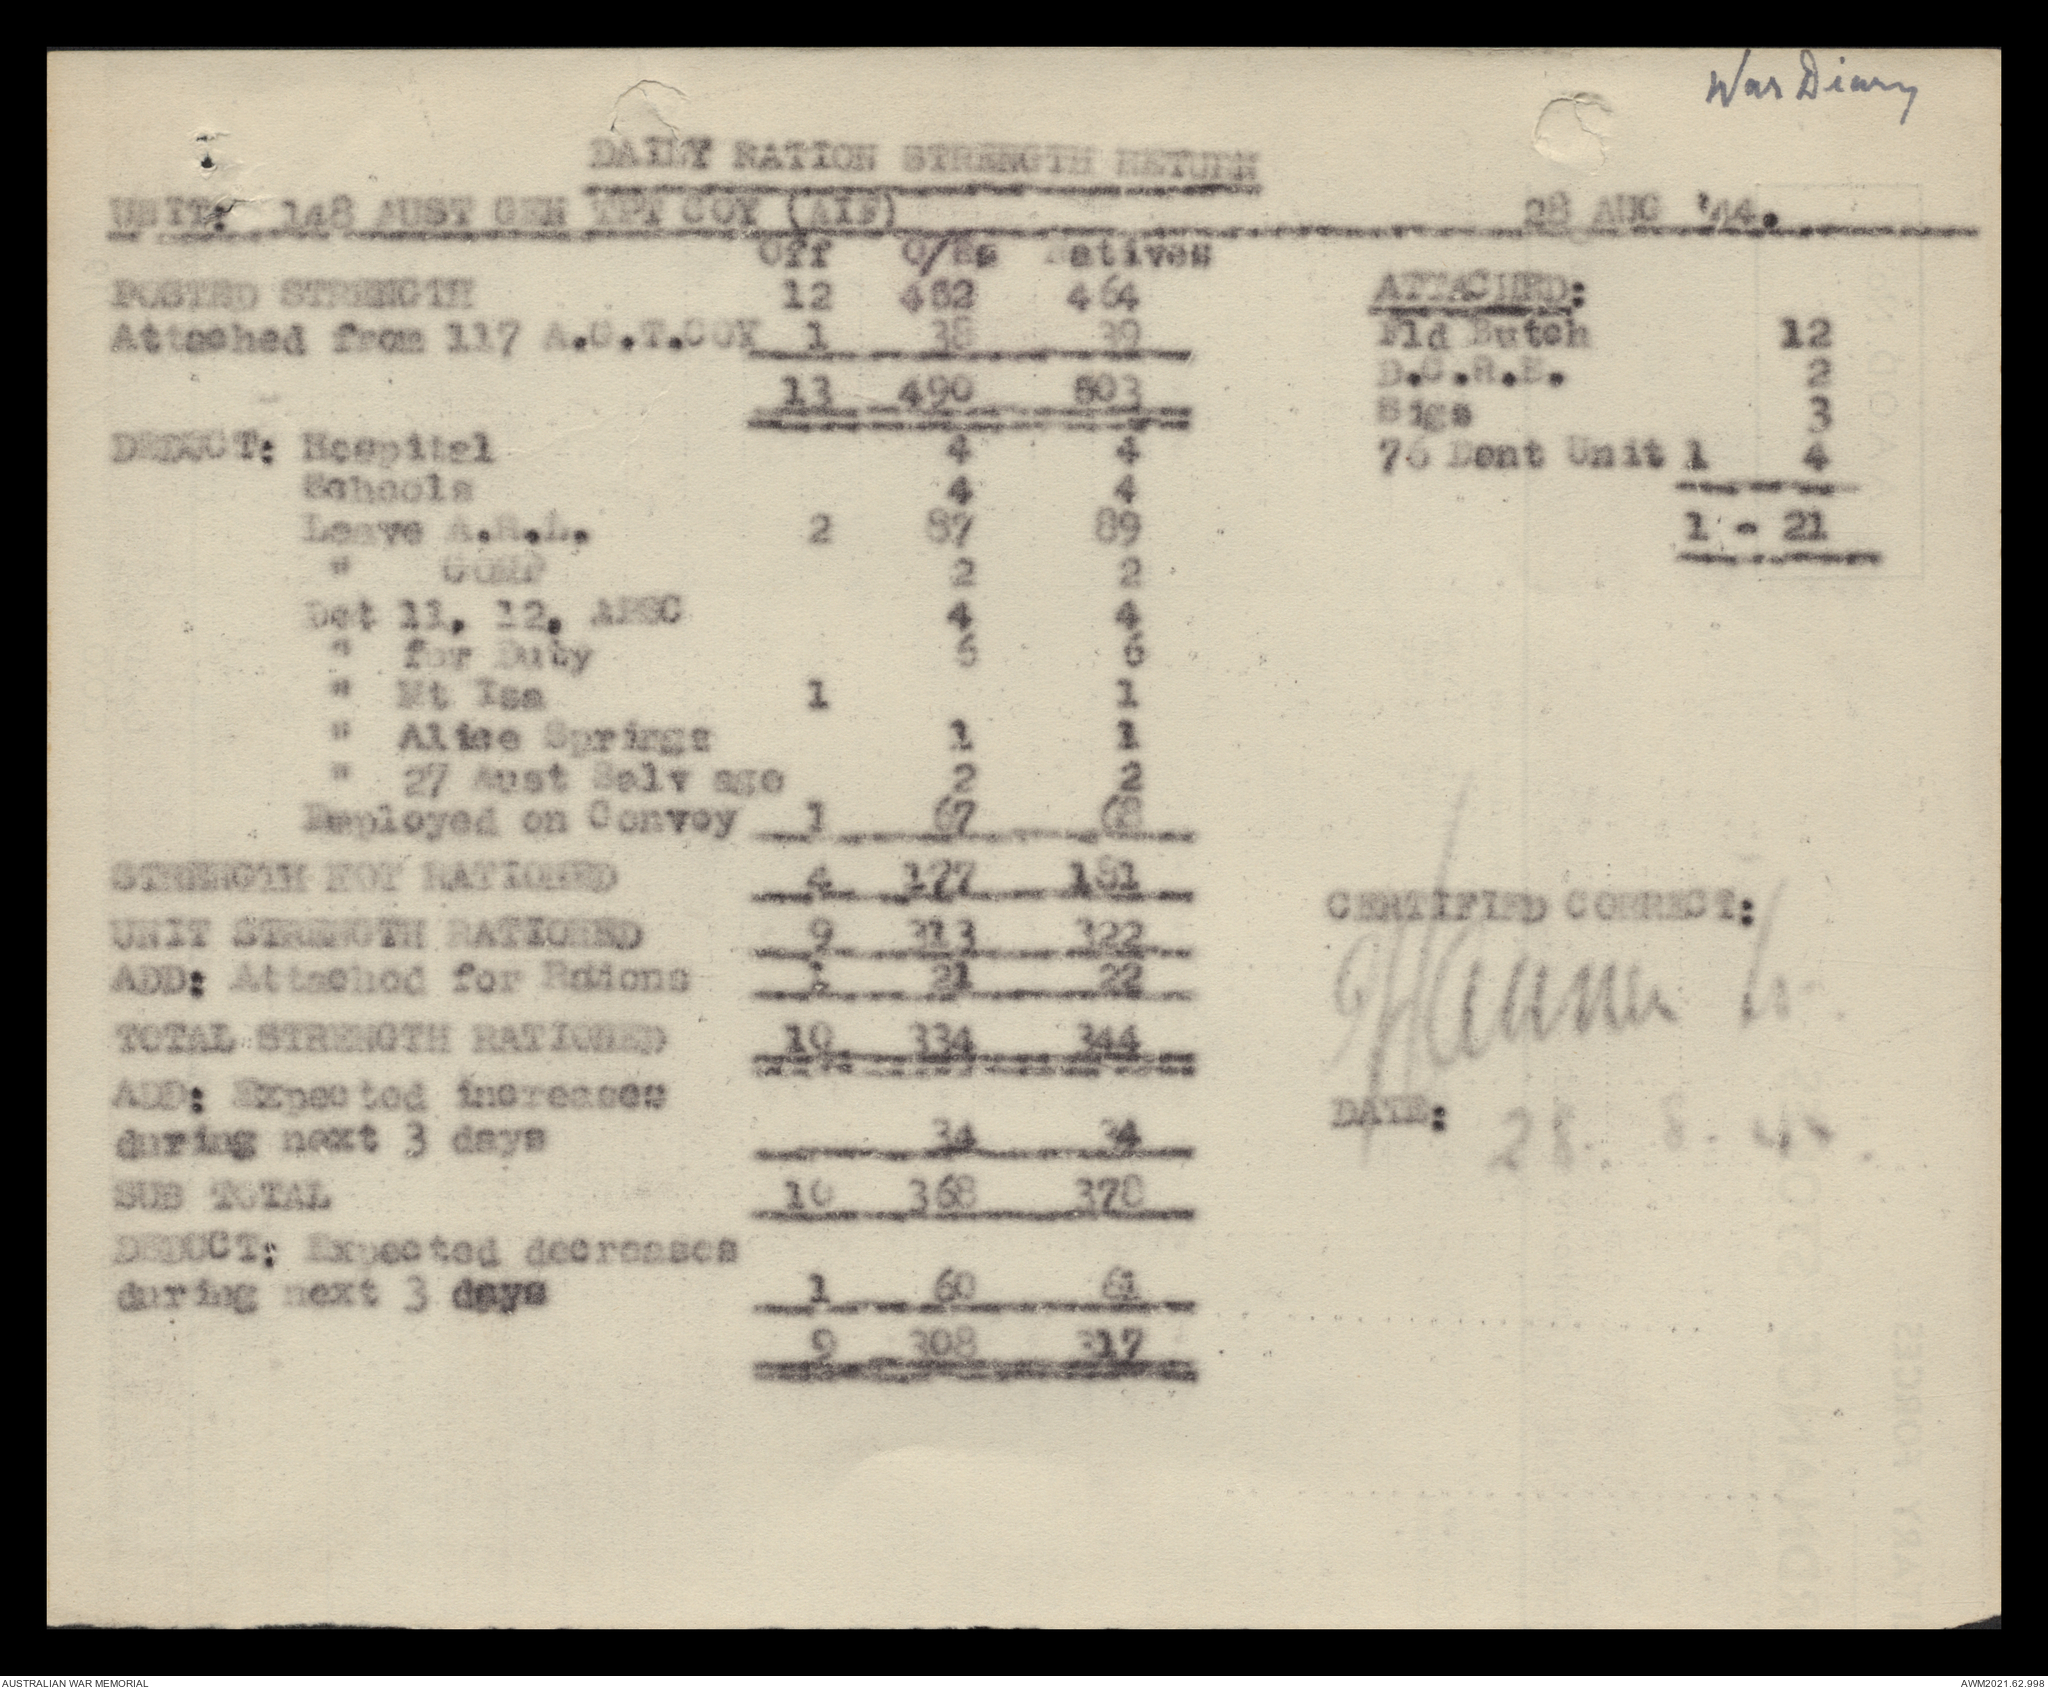 War Diary
DAILY RATION STRENGTH RETURN
UNIT: 148 AUST GEN TPT COY (AIF) 28 AUG '44.
Off O/Rs Natives
POSTED STRENGTH 12 452 464
Attached from 117 A.G.T.COY 1 38 39
13 490 503
DEDUCT: Hospital 4 4
Schools 4 4
Leave A.R.L. 2 87 89
" COMP 2 2
Det 11, 12, APSC 4 4
" for Duty 6 6
" Mt Isa 1 1
" Alice Springs 1 1
" 27 Aust Salv age 2 2
Employed on Convoy 1 67 68
STRENGTH NOT RATIONED 4 177 181
UNIT STRENGTH RATIONED 9 313 322
ADD: Attached for Rations 1 21 22
TOTAL STRENGTH RATIONED 10 334 344
ADD: Expected increases
during next 3 days 34 34
SUB TOTAL 10 368 378
DEDUCT: Expected decreases
during next 3 days 1 60 61
9 308 317
ATTACHED:
Fld Butch 12
D.C.R.E. 2
Sigs 3
76 Dent Unit 1 4
1 - 21
CERTIFIED CORRECT:
DATE: 28. 8. 44.
AUSTRALIAN WAR MEMORIAL
AWM2021.62.998